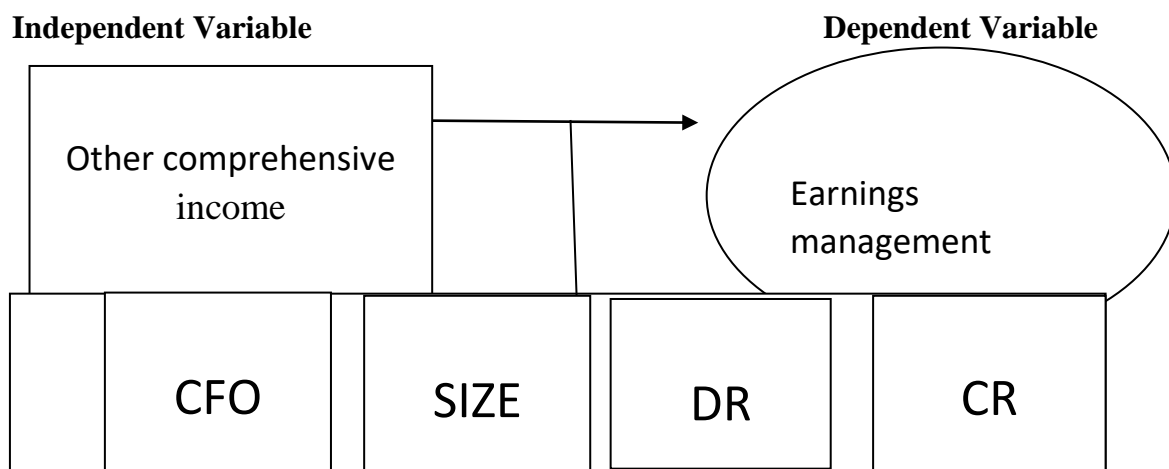 Independent Variable
Dependent Variable
Other comprehensive
income
Earnings
management
CFO
SIZE
DR
CR